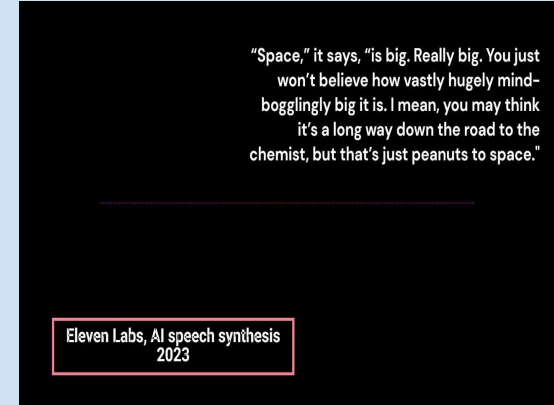 “Space,” it says, “is big. Really big. You just
won’t believe how vastly hugely mind-
bogglingly big it is. I mean, you may think
it’s a long way down the road to the
chemist, but that’s just peanuts to space."
Eleven Labs, AI speech synthesis
2023